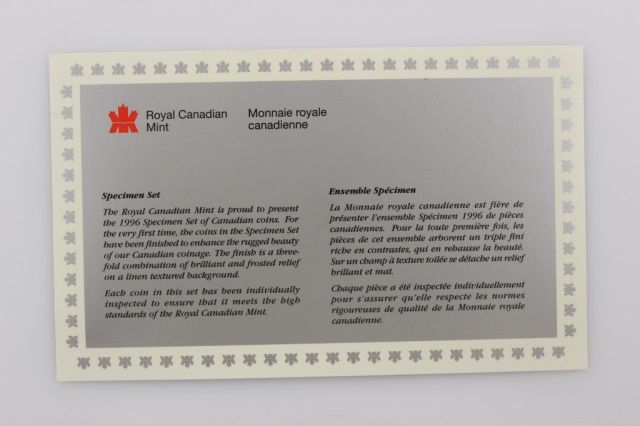 Royal Canadian
Mint
Monnaie royale
canadienne
Specimen Set
The Royal Canadian Mint is proud to present
the 1996 Specimen Set of Canadian coins. For
the very first time, the coins in the Specimen Set
have been finished to enhance the rugged beauty
of our Canadian coinage. The finish is a three-
fold combination of brilliant and frosted relief
on a linen textured background.
Each coin in this set has been individually
inspected to ensure that it meets the high
standards of the Royal Canadian Mint.
Ensemble Spécimen
La Monnaie royale canadienne est fière de
présenter l'ensemble Spécimen 1996 de pièces
canadiennes. Pour la toute première fois, les
pièces de cet ensemble arborent un triple fini
riche en contrastes, qui en rehausse la beauté.
Sur un champ à texture toilée se détache un relief
brillant et mat.
Chaque pièce a été inspectée individuellement
pour s'assurer qu'elle respecte les normes
rigoureuses de qualité de la Monnaie royale
canadienne.